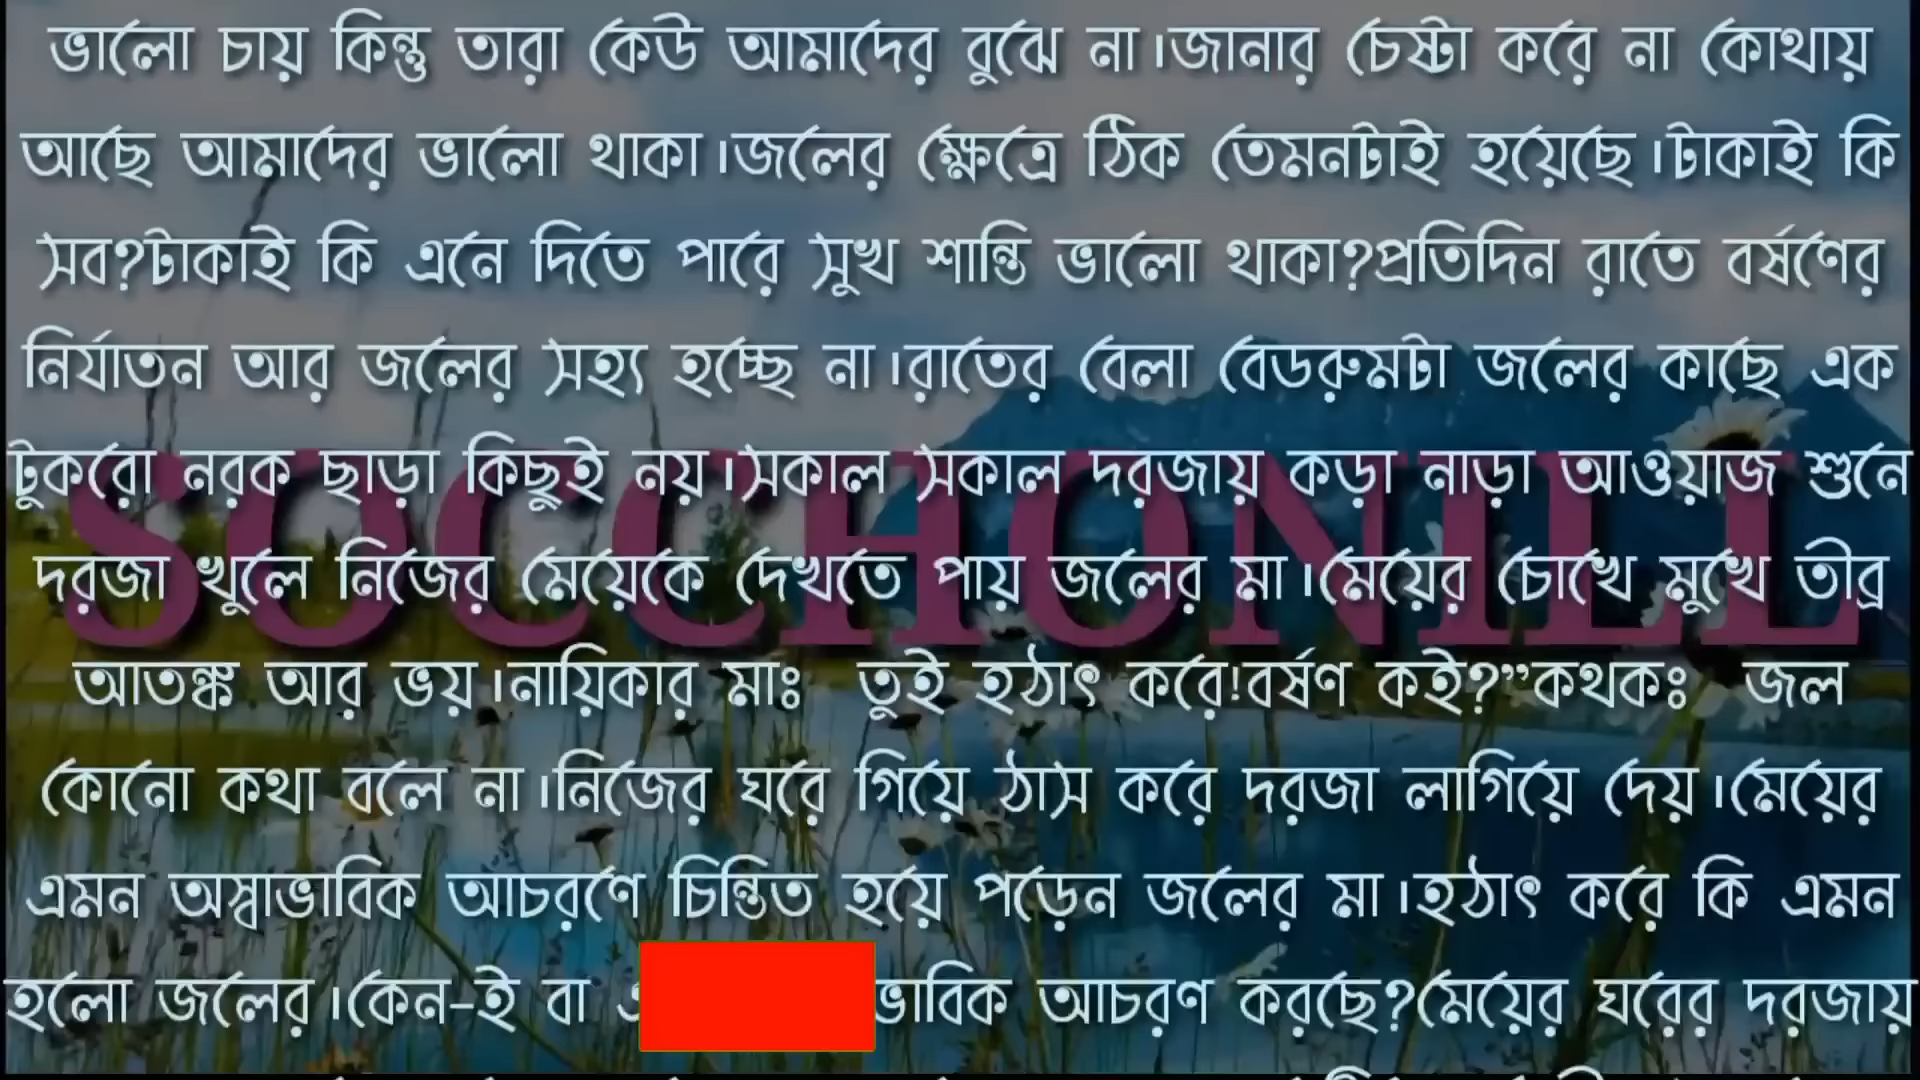 ভালো চায় কিন্তু তারা কেউ আমাদের বুঝে না।জানার চেষ্টা করে না কোথায়
আছে আমাদের ভালো থাকা।জলের ক্ষেত্রে ঠিক তেমনটাই হয়েছে।টাকাই কি
সব?টাকাই কি এনে দিতে পারে সুখ শান্তি ভালো থাকা?প্রতিদিন রাতে বর্ষণের
নির্যাতন আর জলের সহ্য হচ্ছে না।রাতের বেলা বেডরুমটা জলের কাছে এক
টুকরো নরক ছাড়া কিছুই নয়।সকাল সকাল দরজায় কড়া নাড়া আওয়াজ শুনে
দরজা খুলে নিজের মেয়েকে দেখতে পায় জলের মা।মেয়ের চোখে মুখে তীব্র
আতঙ্ক আর ভয়।নায়িকার মাঃ তুই হঠাৎ করে!বর্ষণ কই?”কথকঃ জল
কোনো কথা বলে না।নিজের ঘরে গিয়ে ঠাস করে দরজা লাগিয়ে দেয়।মেয়ের
এমন অস্বাভাবিক আচরণে চিন্তিত হয়ে পড়েন জলের মা।হঠাৎ করে কি এমন
হলো জলের।কেন-ই বা ভাবিক আচরণ করছে?মেয়ের ঘরের দরজায়
SOCCHONILL